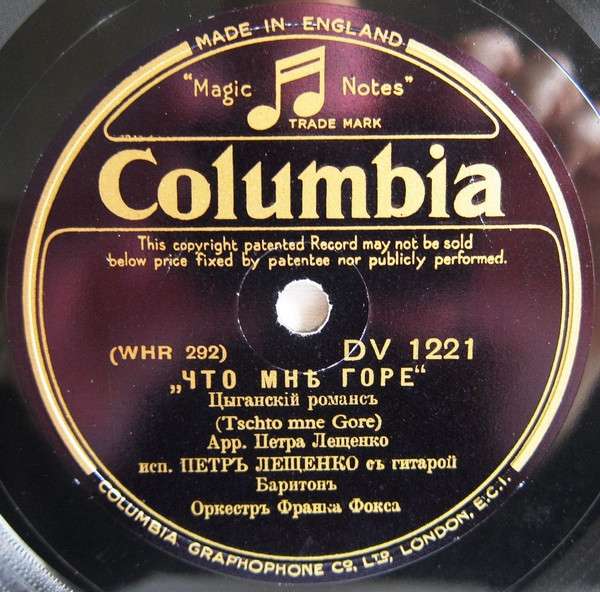 MADE IN ENGLAND
"Magic Notes"
TRADE MARK
Columbia
This copyright patented Record may not be sold
below price fixed by patentee nor publicly performed.
(WHR 292) DV 1221
„ЧТО МНѢ ГОРЕ“
Цыганскій романсъ
(Tschto mne Gore)
Арр. Петра Лещенко
исп. ПЕТРЪ ЛЕЩЕНКО съ гитарой
Баритонъ
Оркестръ Франка Фокса
COLUMBIA GRAPHOPHONE CO., LTD, LONDON, E.C.1.